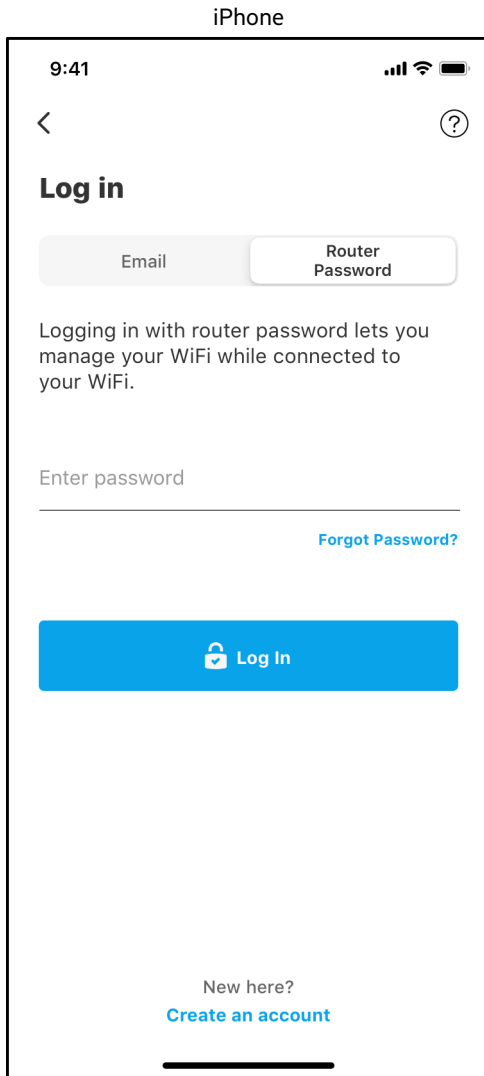 iPhone
9:41
Log in
Email
Router
Password
Logging in with router password lets you
manage your WiFi while connected to
your WiFi.
Enter password
Forgot Password?
Log In
New here?
Create an account